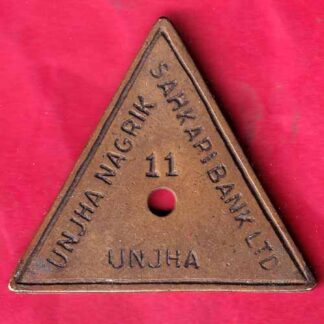 UNJHA NAGRIK
SAHKARI BANK LTD
11
UNJHA